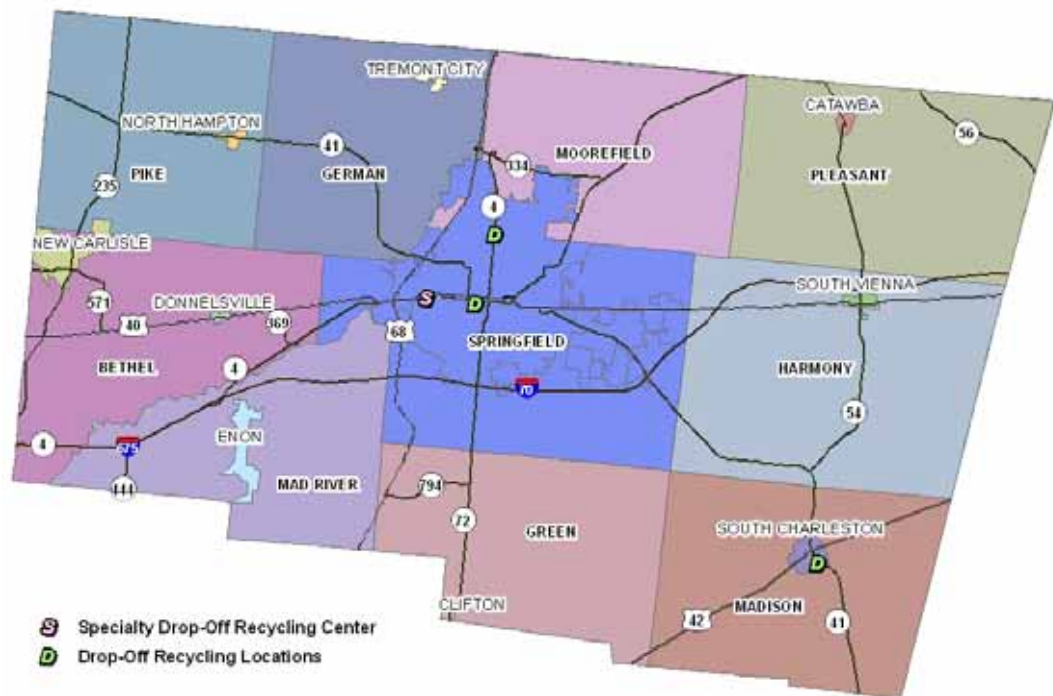 TREMONT CITY
CATAWBA
NORTH HAMPTON
41
334
MOOREFIELD
56
PIKE
GERMAN
PLEASANT
235
4
D
NEW CARLISLE
SOUTH VIENNA
571
DONNELSVILLE
S
D
40
369
68
SPRINGFIELD
BETHEL
4
HARMONY
70
54
4
675
ENON
444
MAD RIVER
794
72
GREEN
SOUTH CHARLESTON
D
CLIFTON
42
MADISON
41
S Specialty Drop-Off Recycling Center
D Drop-Off Recycling Locations